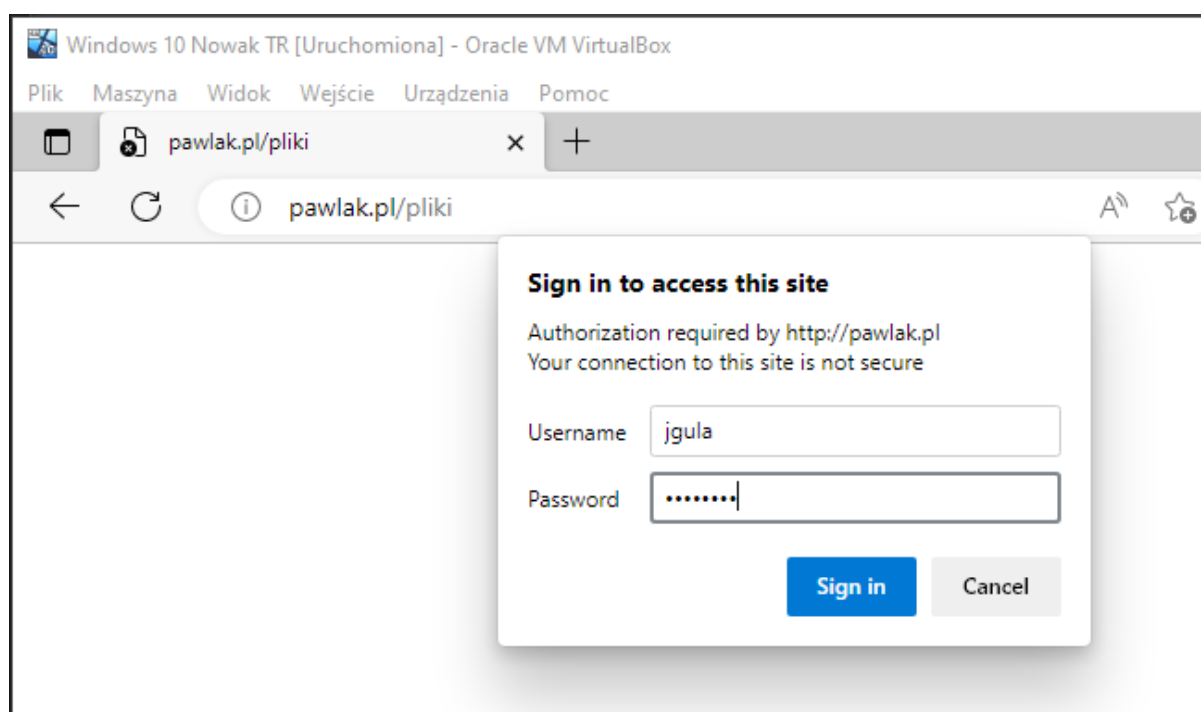 Windows 10 Nowak TR [Uruchomiona] - Oracle VM VirtualBox
Plik Maszyna Widok Wejście Urządzenia Pomoc
pawlak.pl/pliki
pawlak.pl/pliki
Sign in to access this site
Authorization required by http://pawlak.pl
Your connection to this site is not secure
Username jgula
Password ••••••••
Sign in Cancel